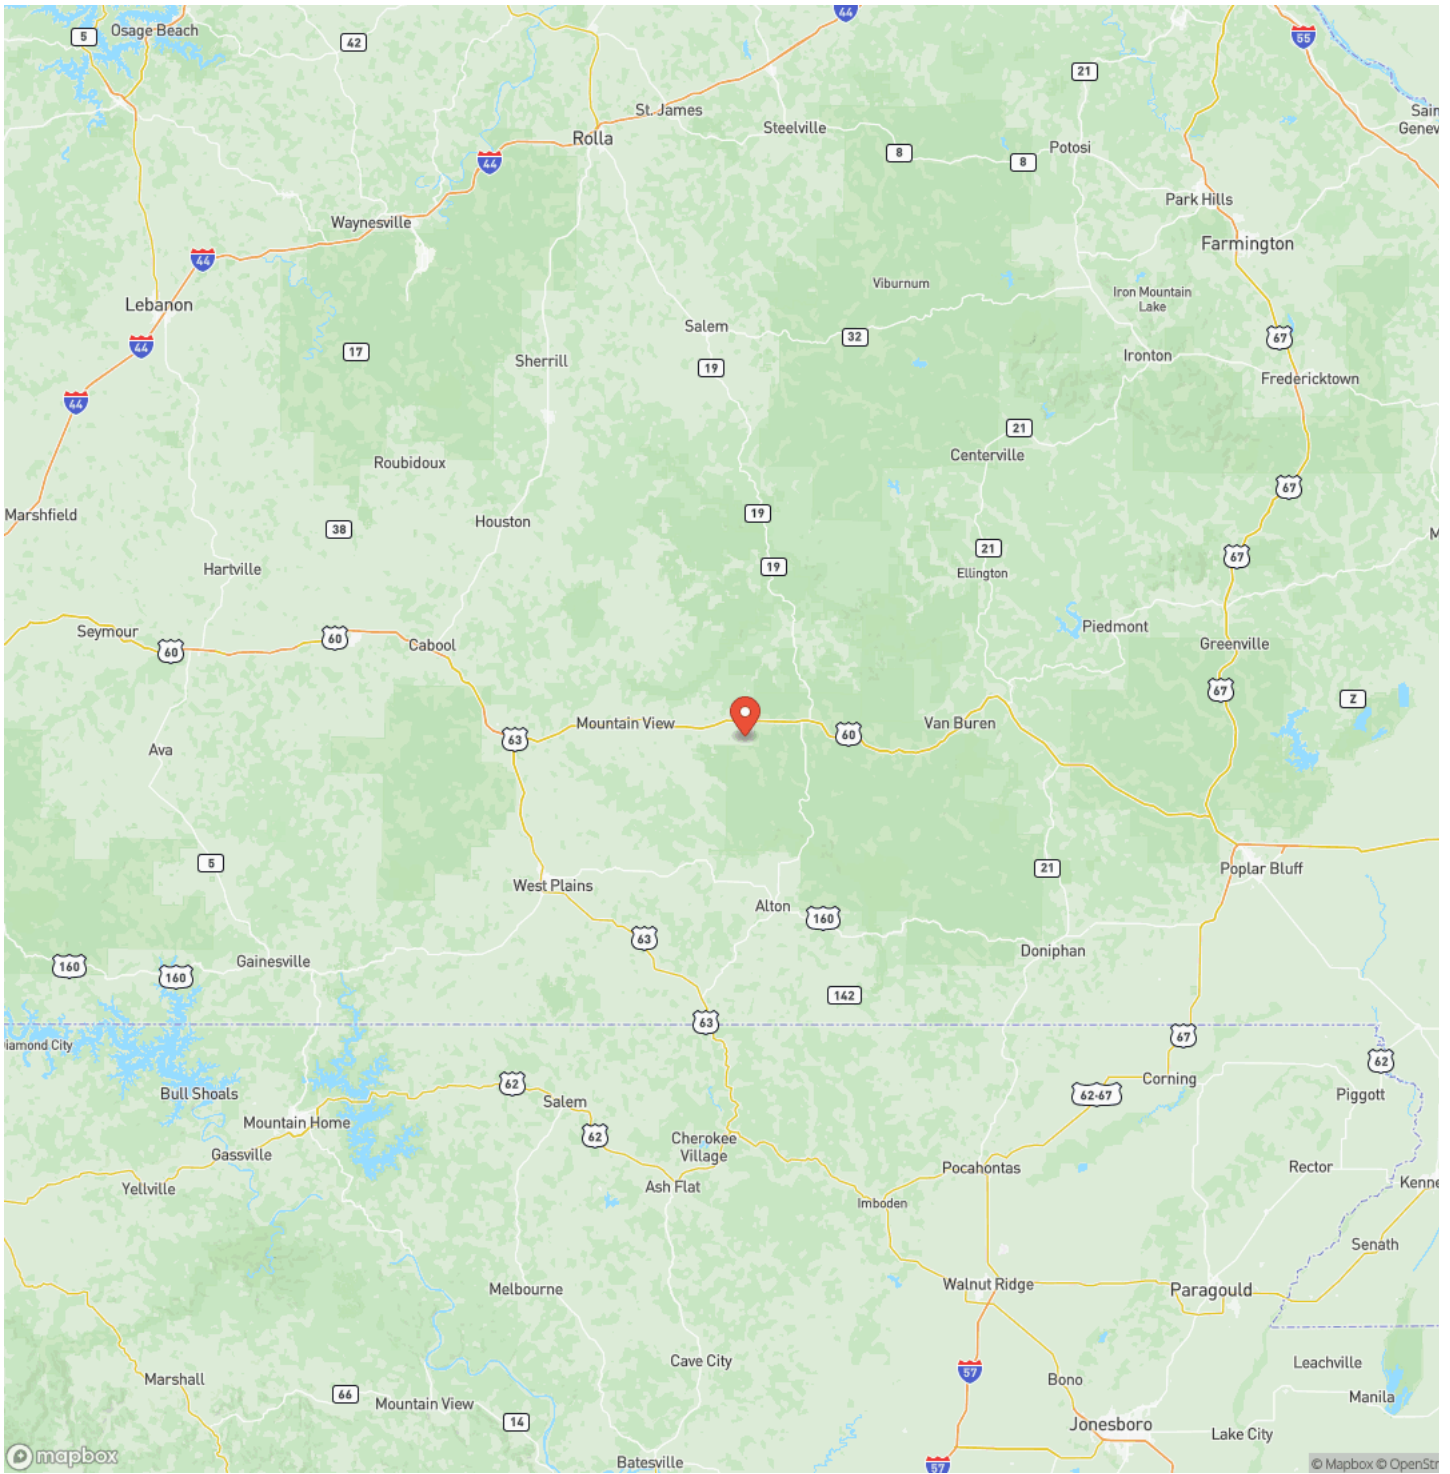 44
5
Osage Beach
42
55
21
St. James
Sain
Genev
Steelville
Rolla
Potosi
8
8
44
Park Hills
Waynesville
Farmington
44
Viburnum
Iron Mountain
Lake
Lebanon
Salem
32
67
44
17
Sherrill
Ironton
19
Fredericktown
44
21
Centerville
Roubidoux
67
Marshfield
19
Houston
38
M
21
67
19
Hartville
Ellington
Seymour
60
60
Cabool
Piedmont
Greenville
67
Z
Mountain View
Van Buren
63
60
Ava
5
21
Poplar Bluff
West Plains
Alton
160
63
Doniphan
160
160
Gainesville
142
63
67
Diamond City
62
62
Corning
Bull Shoals
62-67
Piggott
Salem
Mountain Home
62
Cherokee
Village
Gassville
Pocahontas
Rector
Yellville
Ash Flat
Kenne
Imboden
Senath
Melbourne
Walnut Ridge
Paragould
Cave City
Leachville
57
Marshall
Bono
66
Manila
Mountain View
14
Jonesboro
Lake City
mapbox
Batesville
57
© Mapbox © OpenStr